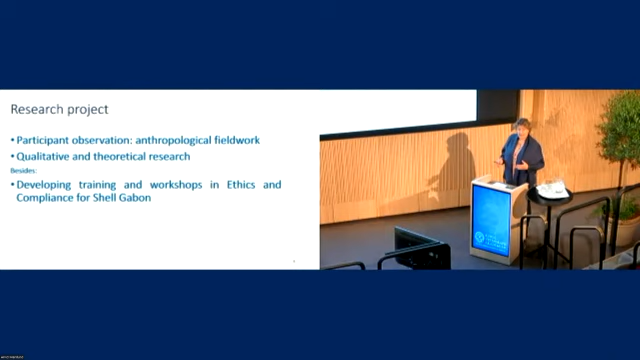 Research project
• Participant observation: anthropological fieldwork
• Qualitative and theoretical research
Besides:
• Developing training and workshops in Ethics and
Compliance for Shell Gabon